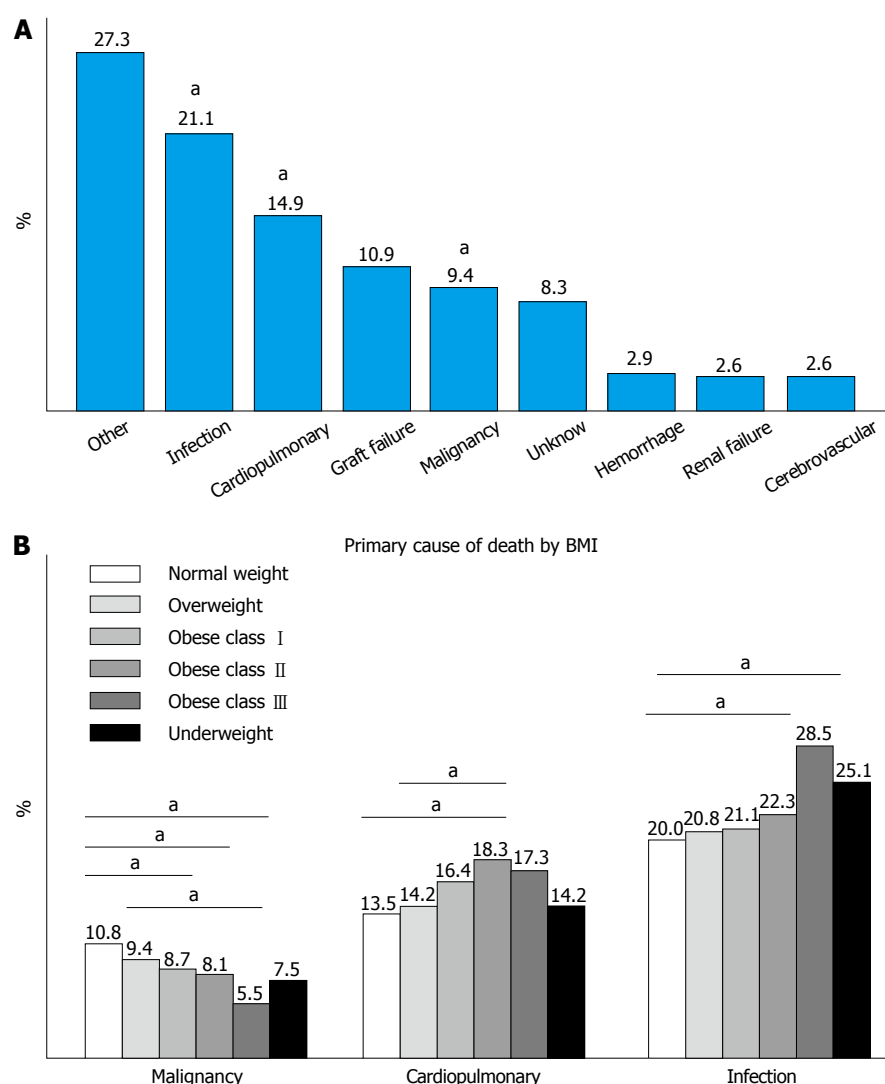 A
27.3
a
21.1
a
14.9
10.9
a
9.4
8.3
2.9
2.6
2.6
%
Other
Infection
Cardiopulmonary
Graft failure
Malignancy
Unknow
Hemorrhage
Renal failure
Cerebrovascular
B
Primary cause of death by BMI
Normal weight
Overweight
Obese class Ⅰ
Obese class Ⅱ
Obese class Ⅲ
Underweight
%
a
a
a
a
10.8
9.4
8.7
8.1
5.5
7.5
a
a
13.5
14.2
16.4
18.3
17.3
14.2
a
a
20.0
20.8
21.1
22.3
28.5
25.1
Malignancy
Cardiopulmonary
Infection